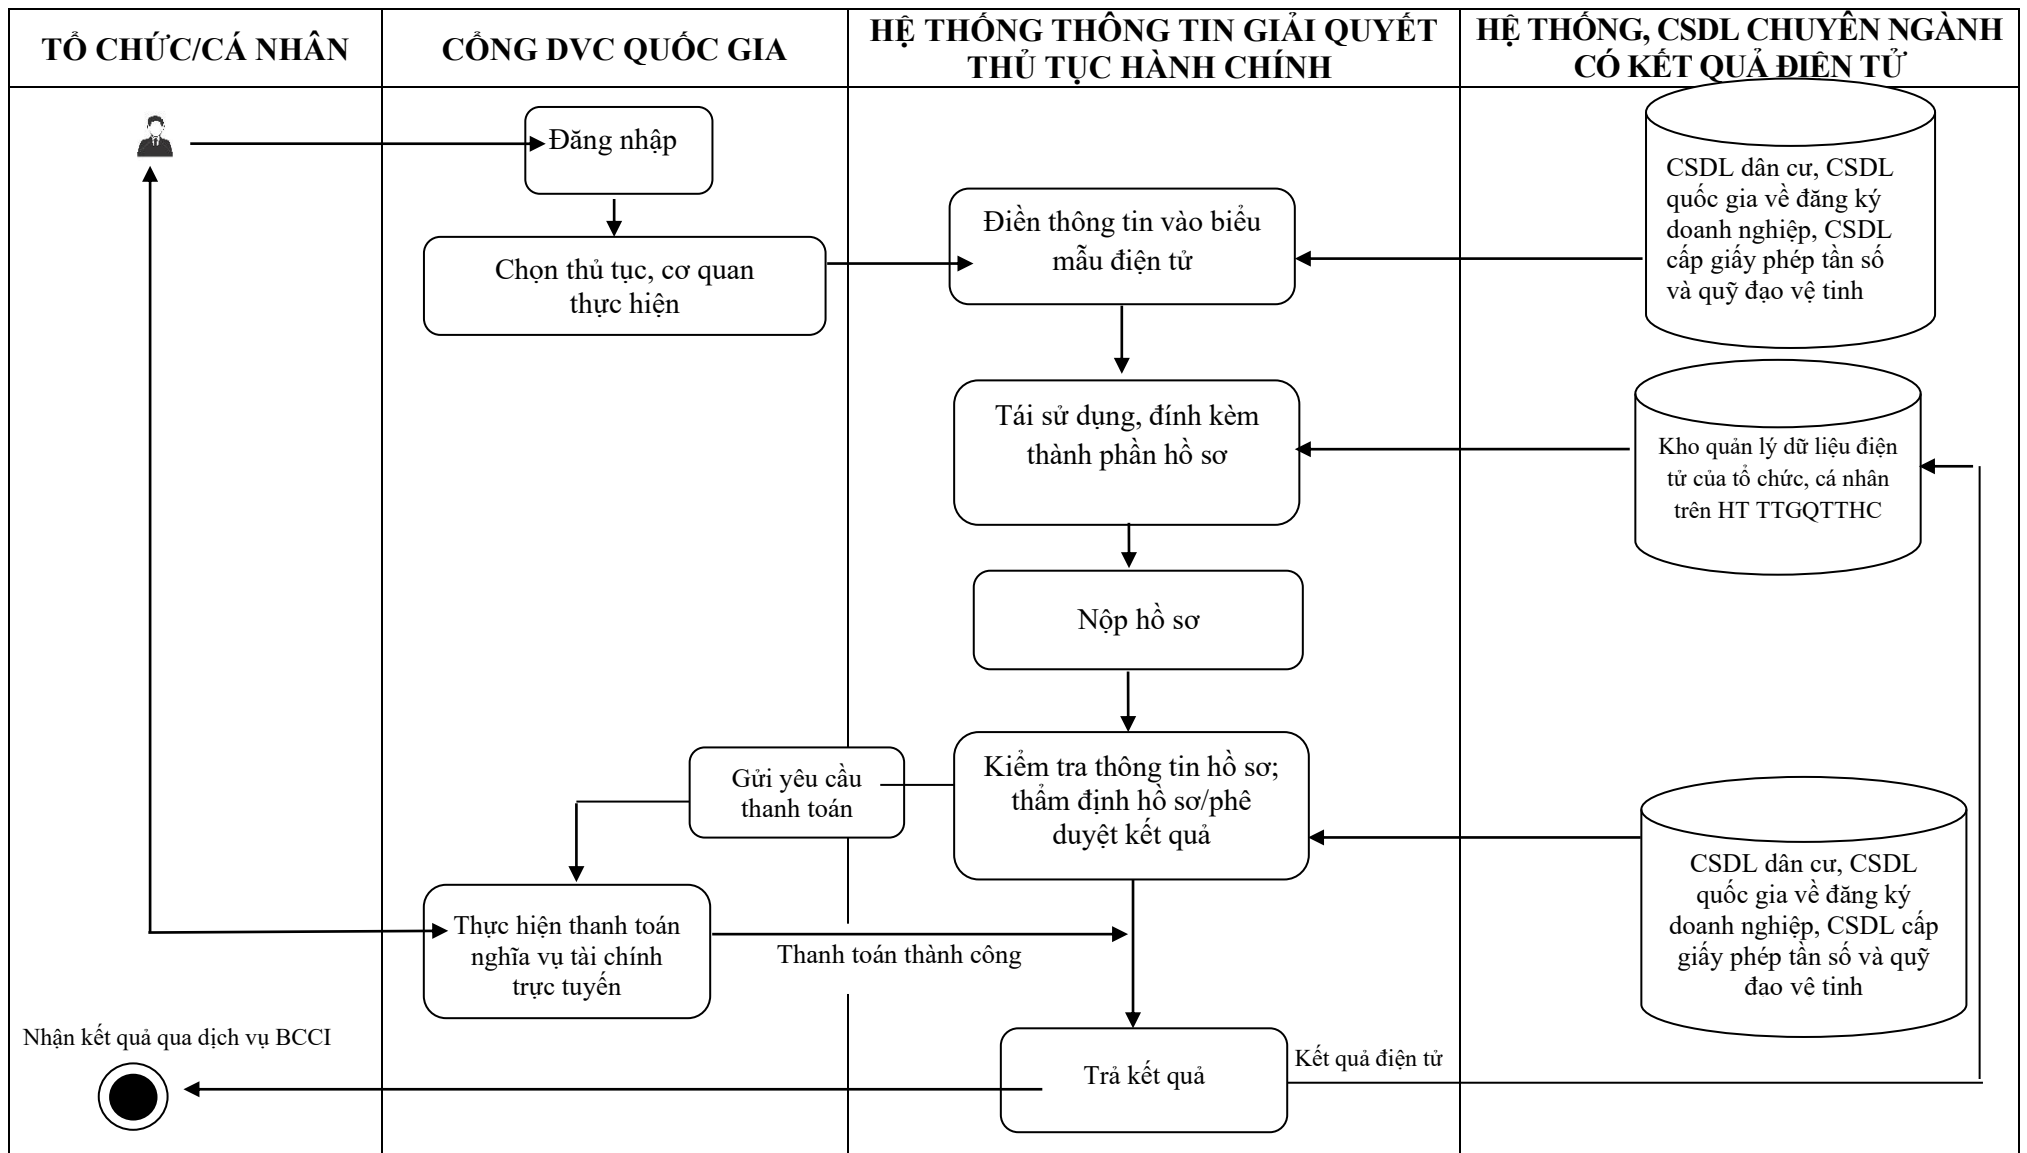 TỔ CHỨC/CÁ NHÂN
CỔNG DVC QUỐC GIA
HỆ THỐNG THÔNG TIN GIẢI QUYẾT
THỦ TỤC HÀNH CHÍNH
HỆ THỐNG, CSDL CHUYÊN NGÀNH
CÓ KẾT QUẢ ĐIỆN TỬ
Đăng nhập
Chọn thủ tục, cơ quan
thực hiện
Điền thông tin vào biểu
mẫu điện tử
CSDL dân cư, CSDL
quốc gia về đăng ký
doanh nghiệp, CSDL
cấp giấy phép tần số
và quỹ đạo vệ tinh
Tái sử dụng, đính kèm
thành phần hồ sơ
Kho quản lý dữ liệu điện
tử của tổ chức, cá nhân
trên HT TTGQTTHC
Nộp hồ sơ
Gửi yêu cầu
thanh toán
Kiểm tra thông tin hồ sơ;
thẩm định hồ sơ/phê
duyệt kết quả
CSDL dân cư, CSDL
quốc gia về đăng ký
doanh nghiệp, CSDL cấp
giấy phép tần số và quỹ
đao vê tinh
Thực hiện thanh toán
nghĩa vụ tài chính
trực tuyến
Thanh toán thành công
Nhận kết quả qua dịch vụ BCCI
Trả kết quả
Kết quả điện tử